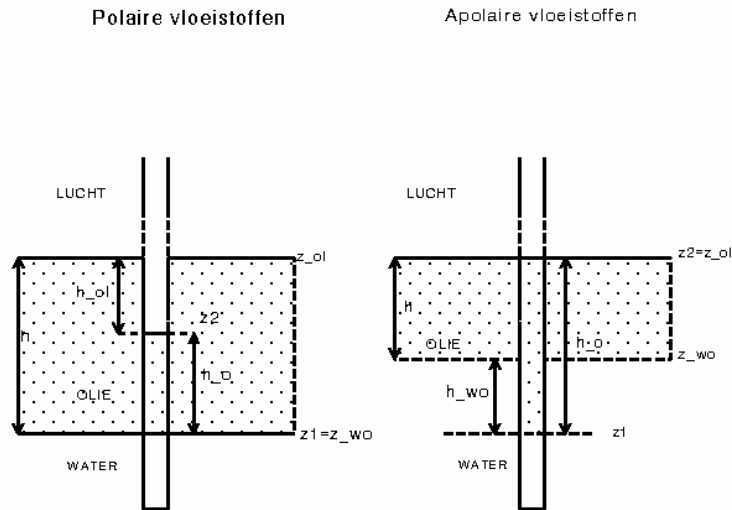 Polaire vloeistoffen
Apolaire vloeistoffen
LUCHT
z_ol
h_ol
h
z2
h_o
OLIE
z1=z_wo
WATER
LUCHT
z2=z_ol
h
h_o
OLIE
z_wo
h_wo
z1
WATER